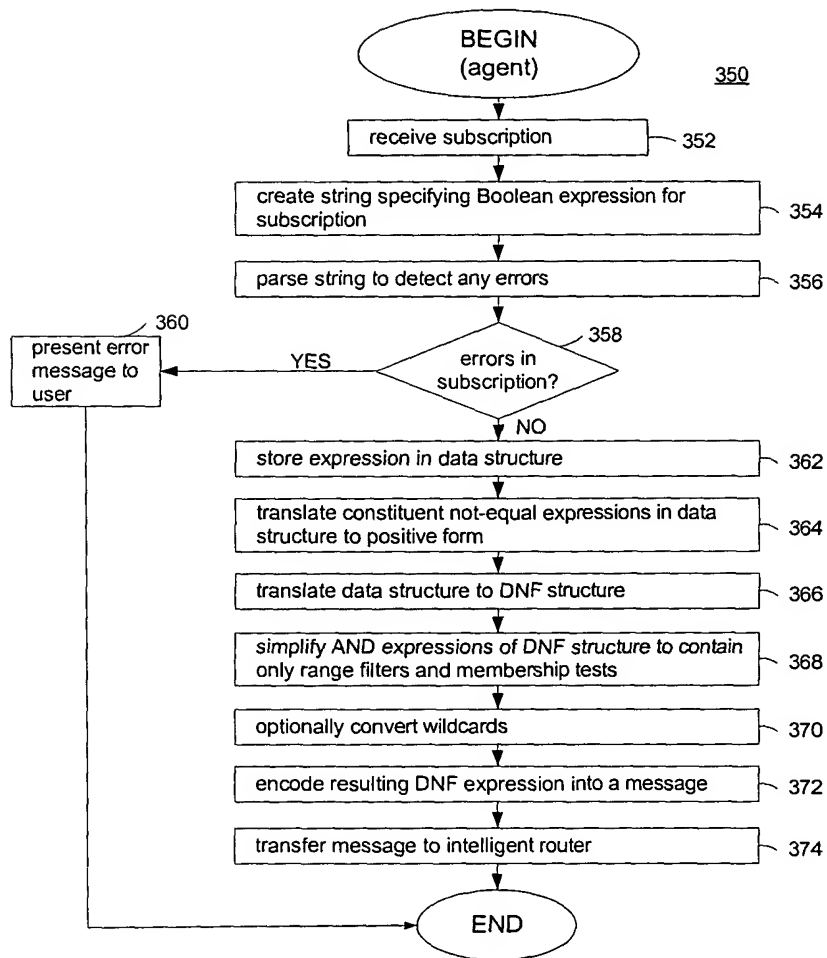 BEGIN
(agent)
350
receive subscription
352
create string specifying Boolean expression for
subscription
354
parse string to detect any errors
356
360
358
present error
message to
user
YES
errors in
subscription?
NO
store expression in data structure
362
translate constituent not-equal expressions in data
structure to positive form
364
translate data structure to DNF structure
366
simplify AND expressions of DNF structure to contain
only range filters and membership tests
368
optionally convert wildcards
370
encode resulting DNF expression into a message
372
transfer message to intelligent router
374
END